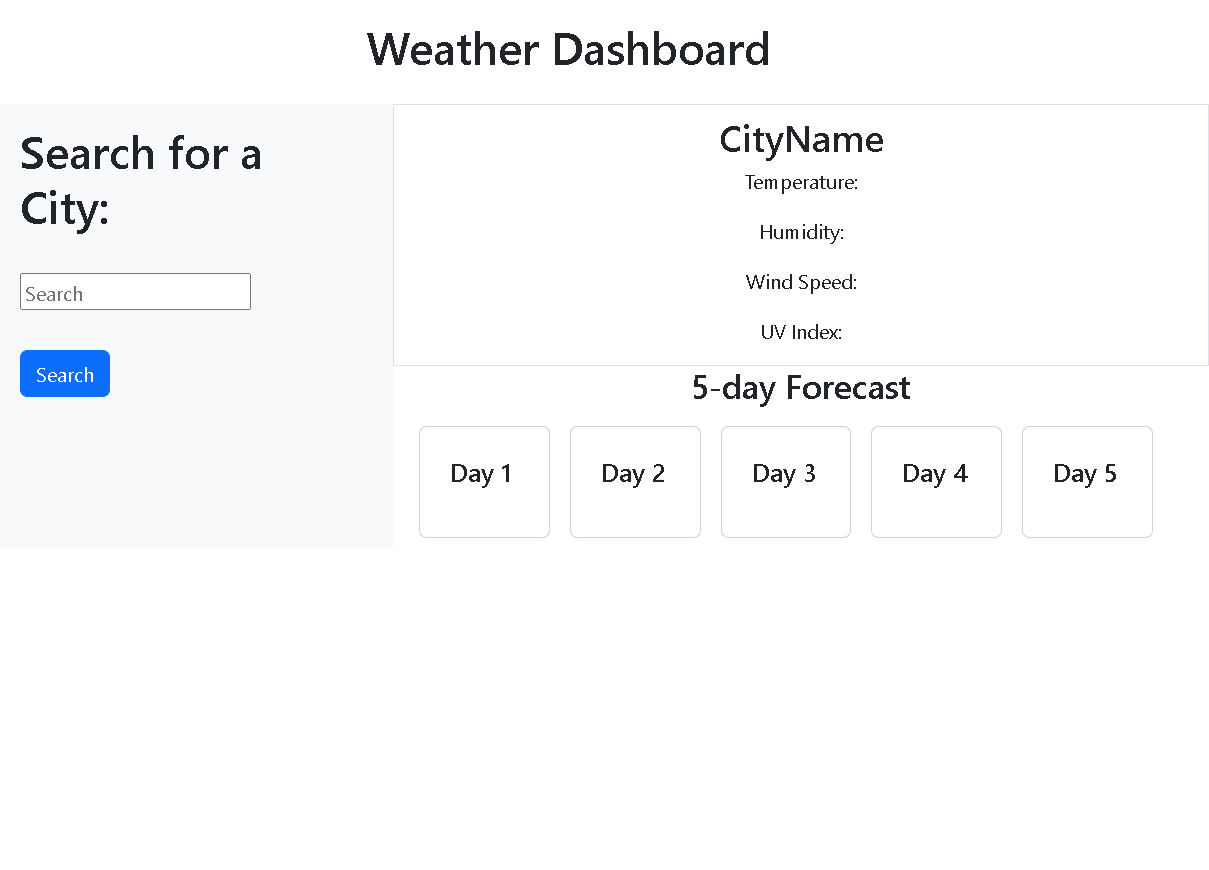 Weather Dashboard
Search for a
City:
Search
Search
CityName
Temperature:
Humidity:
Wind Speed:
UV Index:
5-day Forecast
Day 1
Day 2
Day 3
Day 4
Day 5